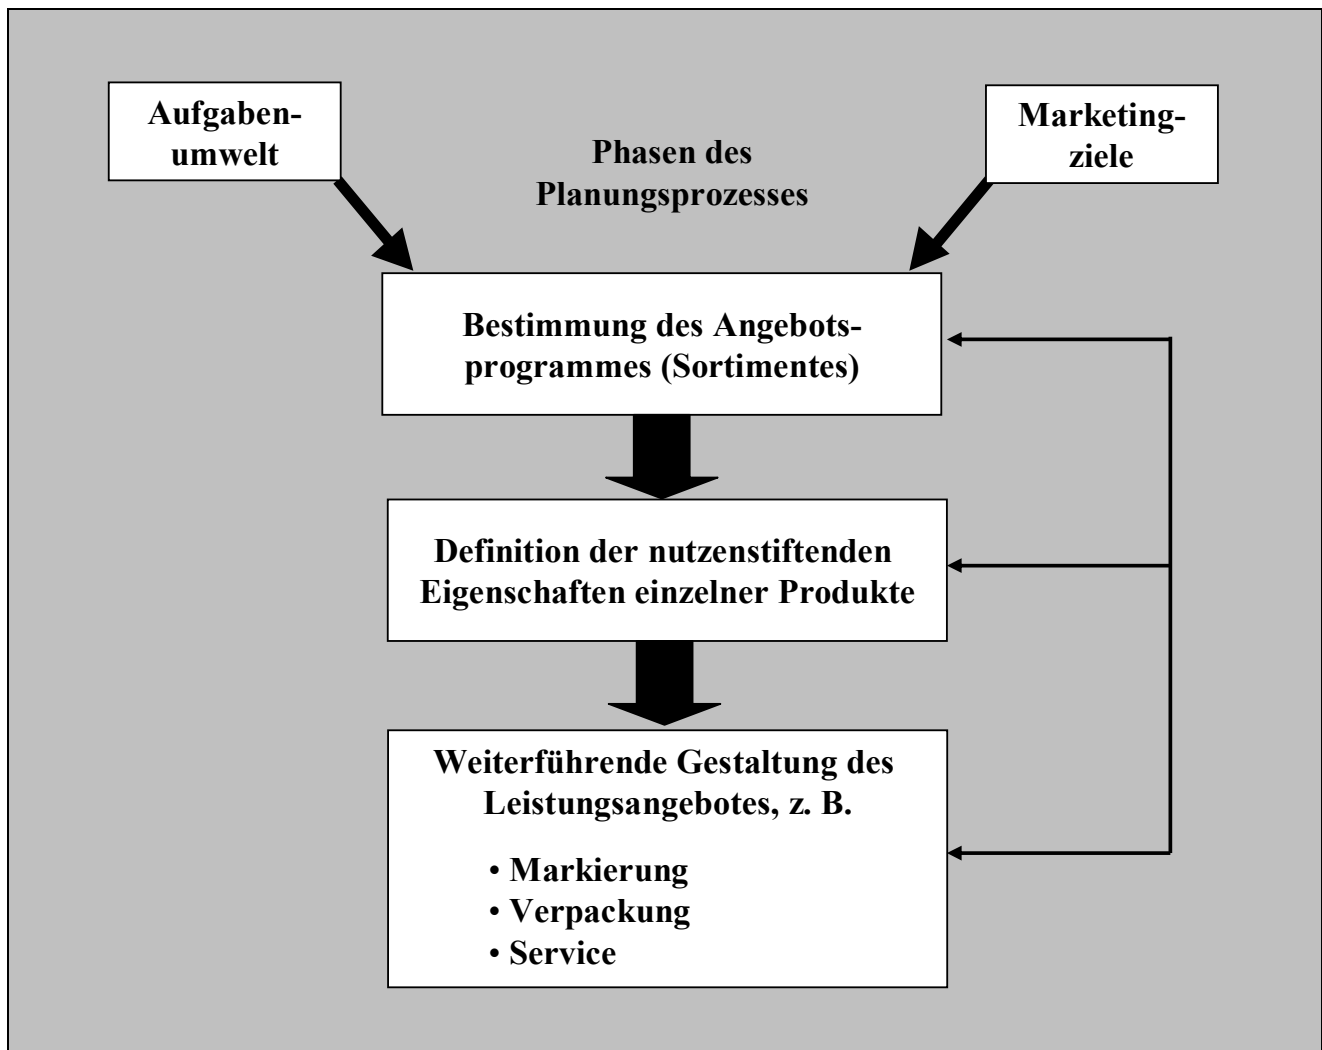 Aufgaben-
umwelt
Marketing-
ziele
Phasen des
Planungsprozesses
Bestimmung des Angebots-
programmes (Sortimentes)
Definition der nutzenstiftenden
Eigenschaften einzelner Produkte
Weiterführende Gestaltung des
Leistungsangebotes, z. B.
• Markierung
• Verpackung
• Service